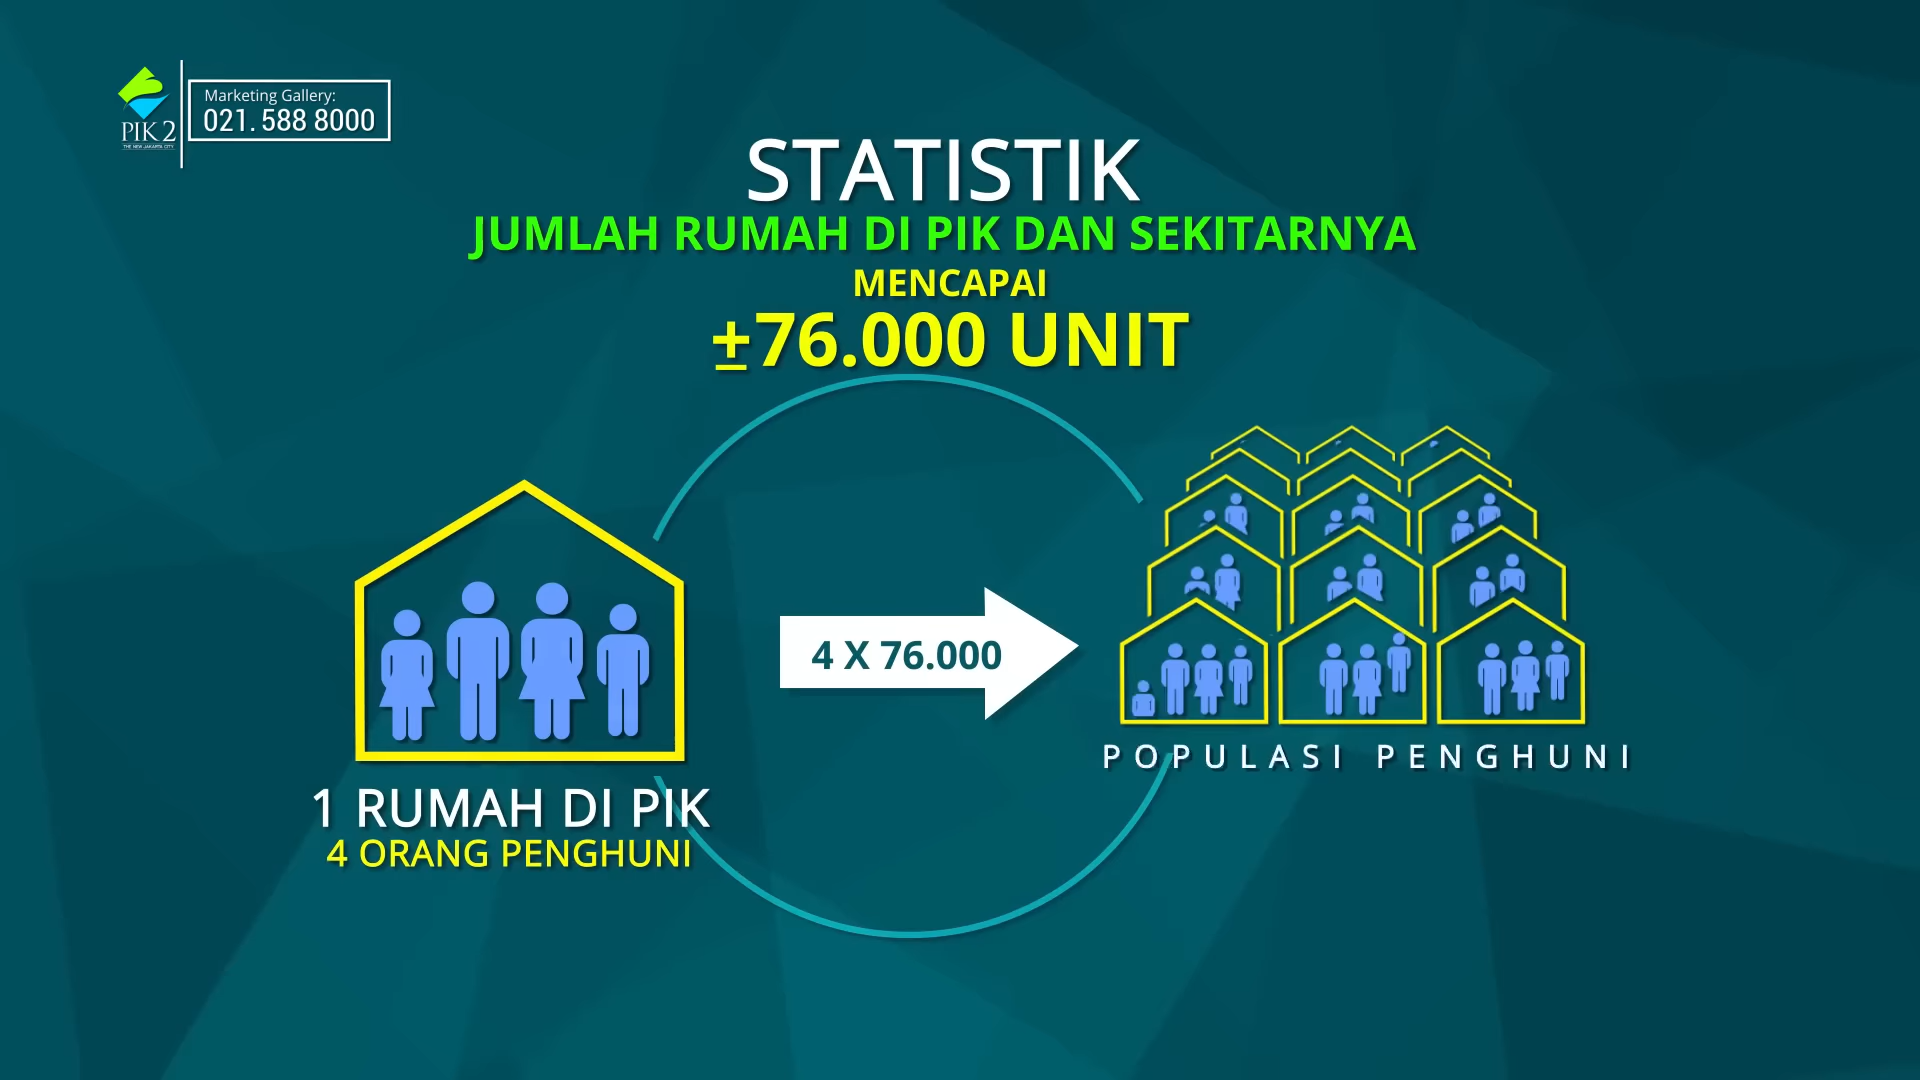 PIK 2
THE NEW JAKARTA CITY
Marketing Gallery:
021. 588 8000
STATISTIK
JUMLAH RUMAH DI PIK DAN SEKITARNYA
MENCAPAI
±76.000 UNIT
4 X 76.000
POPULASI PENGHUNI
1 RUMAH DI PIK
4 ORANG PENGHUNI